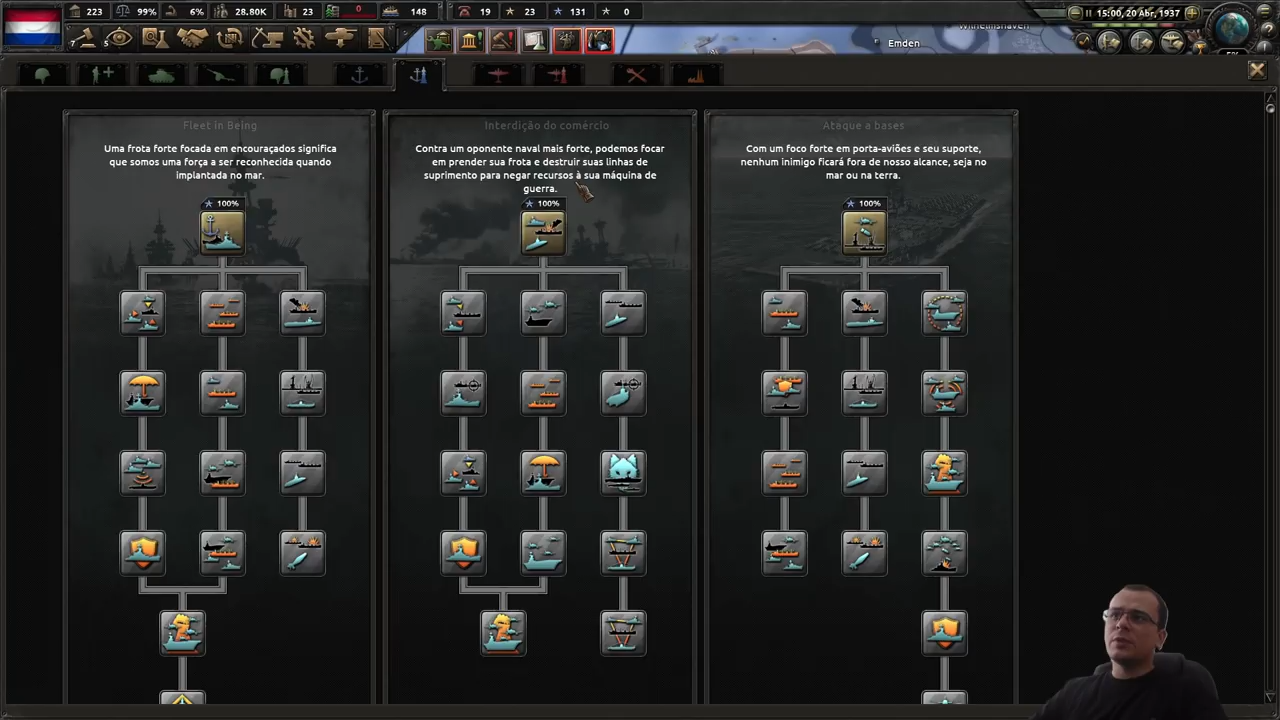 223 99% 6% 28.80K 23 0 148 19 23 131 0 15:00, 20 Abr, 1937
7 5
Emden
Fleet in Being
Uma frota forte focada em encouraçados significa
que somos uma força a ser reconhecida quando
implantada no mar.
100%
Interdição do comércio
Contra um oponente naval mais forte, podemos focar
em prender sua frota e destruir suas linhas de
suprimento para negar recursos à sua máquina de
guerra.
100%
Ataque a bases
Com um foco forte em porta-aviões e seu suporte,
nenhum inimigo ficará fora de nosso alcance, seja no
mar ou na terra.
100%